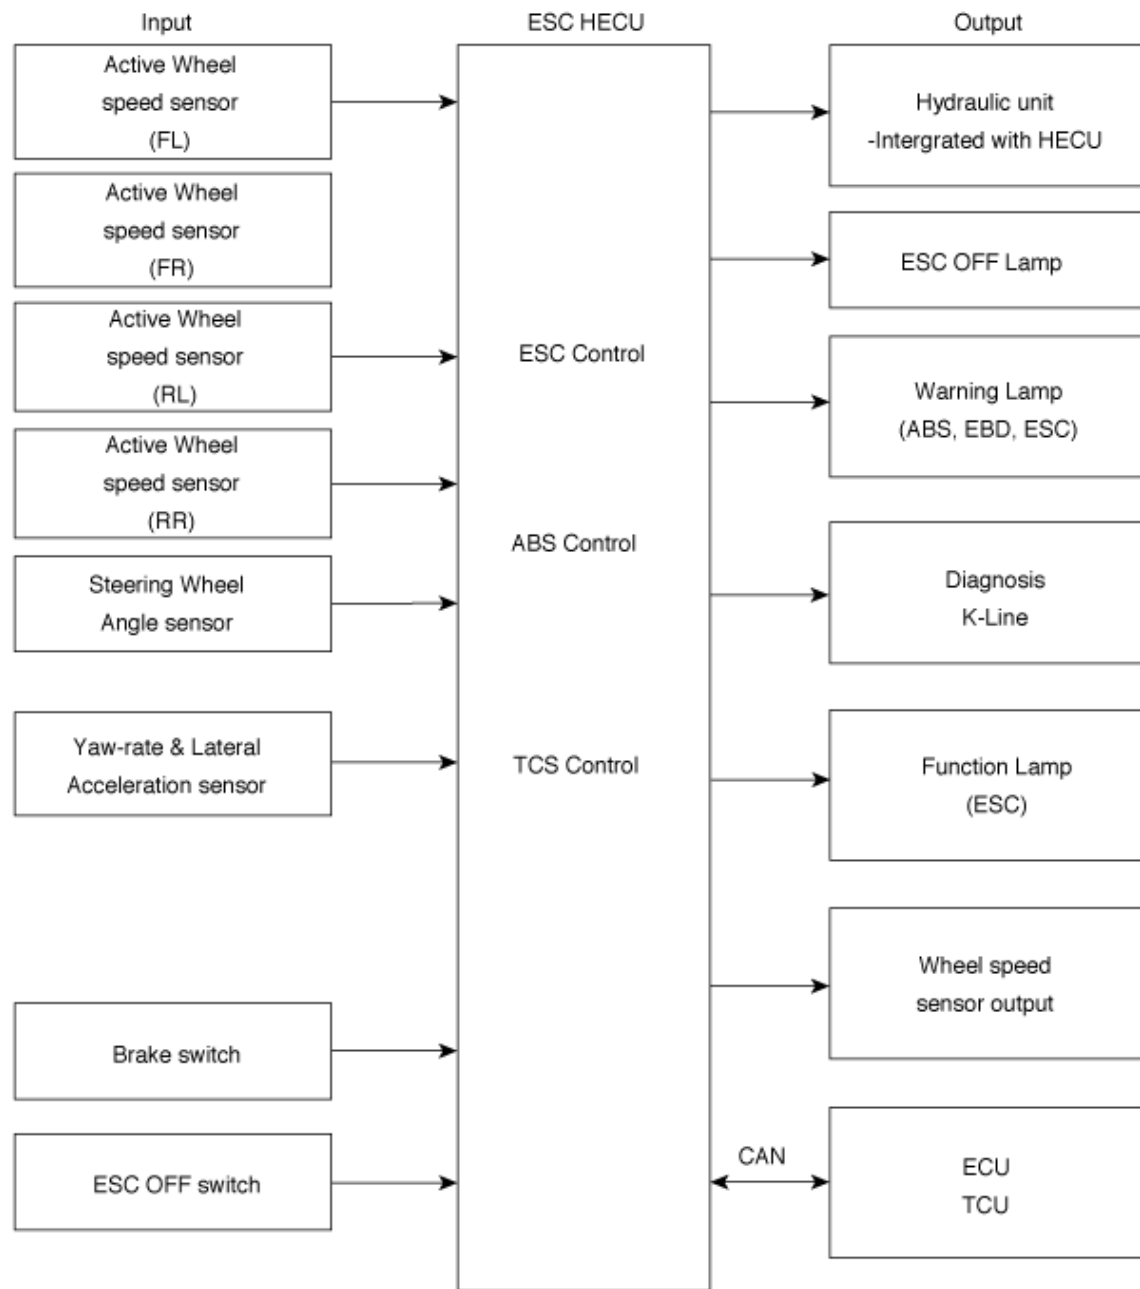 Input
ESC HECU
Output
Active Wheel
speed sensor
(FL)
Active Wheel
speed sensor
(FR)
Active Wheel
speed sensor
(RL)
Active Wheel
speed sensor
(RR)
Steering Wheel
Angle sensor
Yaw-rate & Lateral
Acceleration sensor
Brake switch
ESC OFF switch
ESC Control
ABS Control
TCS Control
Hydraulic unit
-Intergrated with HECU
ESC OFF Lamp
Warning Lamp
(ABS, EBD, ESC)
Diagnosis
K-Line
Function Lamp
(ESC)
Wheel speed
sensor output
CAN
ECU
TCU